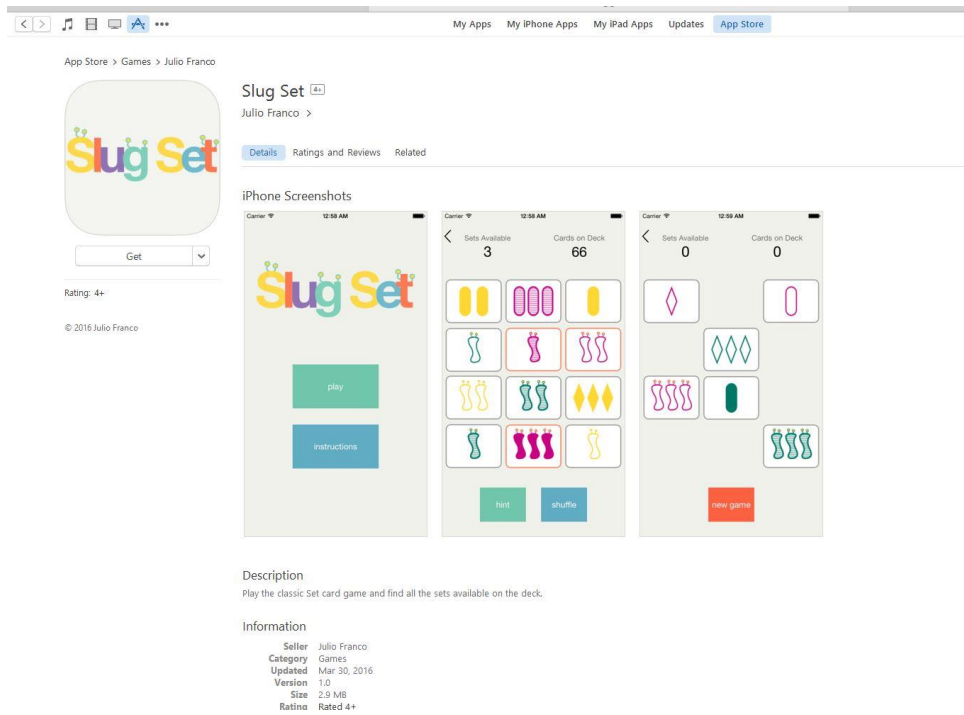 My Apps My iPhone Apps My iPad Apps Updates App Store
App Store > Games > Julio Franco
Slug Set
Slug Set 4+
Julio Franco >
Details Ratings and Reviews Related
iPhone Screenshots
Get
Rating: 4+
© 2016 Julio Franco
Carrier 12:58 AM
Slug Set
play
instructions
Carrier 12:58 AM
Sets Available Cards on Deck
3 66
hint shuffle
Carrier 12:59 AM
Sets Available Cards on Deck
0 0
new game
Description
Play the classic Set card game and find all the sets available on the deck.
Information
Seller Julio Franco
Category Games
Updated Mar 30, 2016
Version 1.0
Size 2.9 MB
Rating Rated 4+